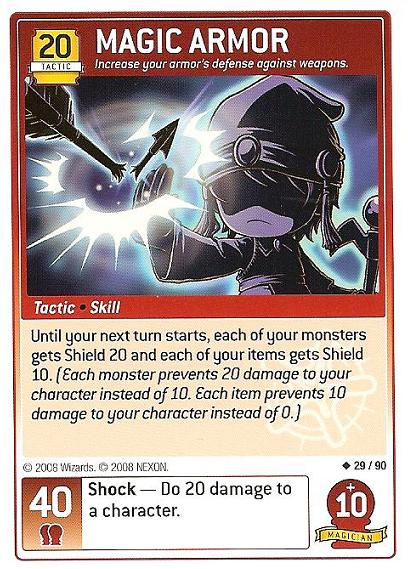 20
TACTIC
MAGIC ARMOR
Increase your armor's defense against weapons.
Tactic • Skill
Until your next turn starts, each of your monsters
gets Shield 20 and each of your items gets Shield
10. (Each monster prevents 20 damage to your
character instead of 10. Each item prevents 10
damage to your character instead of 0.)
© 2008 Wizards. © 2008 NEXON.
◆ 29 / 90
40
Shock — Do 20 damage to
a character.
+
10
MAGICIAN